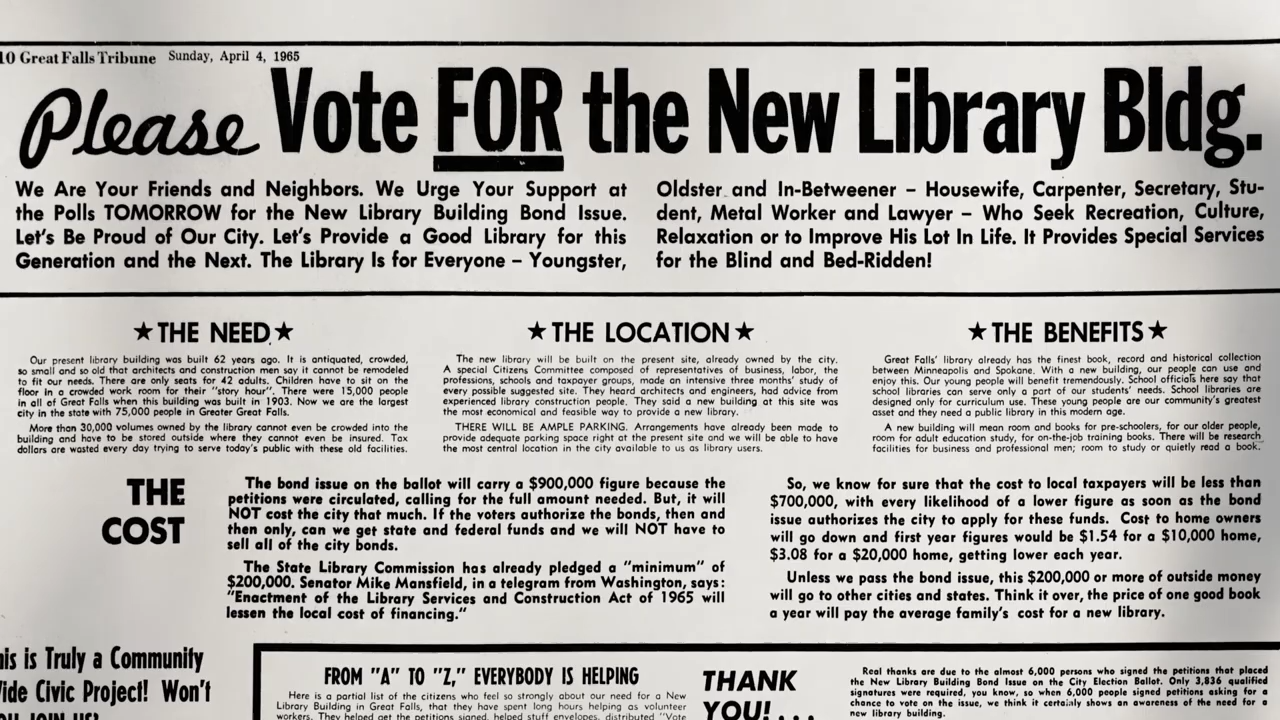 10 Great Falls Tribune Sunday, April 4, 1965
Please Vote FOR the New Library Bldg.
We Are Your Friends and Neighbors. We Urge Your Support at
the Polls TOMORROW for the New Library Building Bond Issue.
Let's Be Proud of Our City. Let's Provide a Good Library for this
Generation and the Next. The Library Is for Everyone – Youngster,
Oldster and In-Betweener – Housewife, Carpenter, Secretary, Stu-
dent, Metal Worker and Lawyer – Who Seek Recreation, Culture,
Relaxation or to Improve His Lot In Life. It Provides Special Services
for the Blind and Bed-Ridden!
★ THE NEED ★
Our present library building was built 62 years ago. It is antiquated, crowded,
so small and so old that architects and construction men say it cannot be remodeled
to fit our needs. There are only seats for 42 adults. Children have to sit on the
floor in a crowded work room for their "story hour". There were 15,000 people
in all of Great Falls when this building was built in 1903. Now we are the largest
city in the state with 75,000 people in Greater Great Falls.
More than 30,000 volumes owned by the library cannot even be crowded into the
building and have to be stored outside where they cannot even be insured. Tax
dollars are wasted every day trying to serve today's public with these old facilities.
★ THE LOCATION ★
The new library will be built on the present site, already owned by the city.
A special Citizens Committee composed of representatives of business, labor, the
professions, schools and taxpayer groups, made an intensive three months' study of
every possible suggested site. They heard architects and engineers, had advice from
experienced library construction people. They said a new building at this site was
the most economical and feasible way to provide a new library.
THERE WILL BE AMPLE PARKING. Arrangements have already been made to
provide adequate parking space right at the present site and we will be able to have
the most central location in the city available to us as library users.
★ THE BENEFITS ★
Great Falls' library already has the finest book, record and historical collection
between Minneapolis and Spokane. With a new building, our people can use and
enjoy this. Our young people will benefit tremendously. School officials here say that
school libraries can serve only a part of our students' needs. School libraries are
designed only for curriculum use. These young people are our community's greatest
asset and they need a public library in this modern age.
A new building will mean room and books for pre-schoolers, for our older people,
room for adult education study, for on-the-job training books. There will be research
facilities for business and professional men; room to study or quietly read a book.
THE
COST
The bond issue on the ballot will carry a $900,000 figure because the
petitions were circulated, calling for the full amount needed. But, it will
NOT cost the city that much. If the voters authorize the bonds, then and
then only, can we get state and federal funds and we will NOT have to
sell all of the city bonds.
The State Library Commission has already pledged a "minimum" of
$200,000. Senator Mike Mansfield, in a telegram from Washington, says:
"Enactment of the Library Services and Construction Act of 1965 will
lessen the local cost of financing."
So, we know for sure that the cost to local taxpayers will be less than
$700,000, with every likelihood of a lower figure as soon as the bond
issue authorizes the city to apply for these funds. Cost to home owners
will go down and first year figures would be $1.54 for a $10,000 home,
$3.08 for a $20,000 home, getting lower each year.
Unless we pass the bond issue, this $200,000 or more of outside money
will go to other cities and states. Think it over, the price of one good book
a year will pay the average family's cost for a new library.
his is Truly a Community
Wide Civic Project! Won't
YOU JOIN US?
FROM "A" TO "Z," EVERYBODY IS HELPING
Here is a partial list of the citizens who feel so strongly about our need for a New
Library Building in Great Falls, that they have spent long hours helping as volunteer
workers. They helped get the petitions signed, helped stuff envelopes, distributed "Vote
THANK
YOU! . . .
Real thanks are due to the almost 6,000 persons who signed the petitions that placed
the New Library Building Bond Issue on the City Election Ballot. Only 3,836 qualified
signatures were required, you know, so when 6,000 people signed petitions asking for a
chance to vote on the issue, we think it certainly shows an awareness of the need for a
new library building.